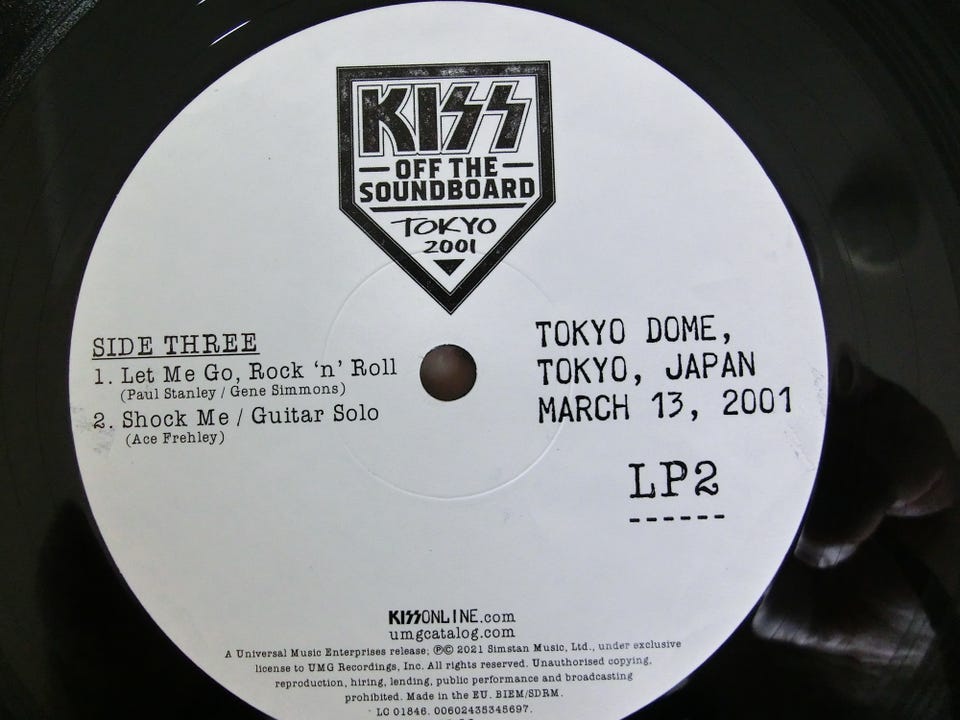 KISS
OFF THE
SOUNDBOARD
TOKYO
2001
SIDE THREE
1. Let Me Go, Rock ‘n’ Roll
(Paul Stanley / Gene Simmons)
2. Shock Me / Guitar Solo
(Ace Frehley)
TOKYO DOME,
TOKYO, JAPAN
MARCH 13, 2001
LP2
------
KISSONLINE.com
umgcatalog.com
A Universal Music Enterprises release; ℗© 2021 Simstan Music, Ltd., under exclusive
license to UMG Recordings, Inc. All rights reserved. Unauthorised copying,
reproduction, hiring, lending, public performance and broadcasting
prohibited. Made in the EU. BIEM/SDRM.
LC 01846. 00602435345697.